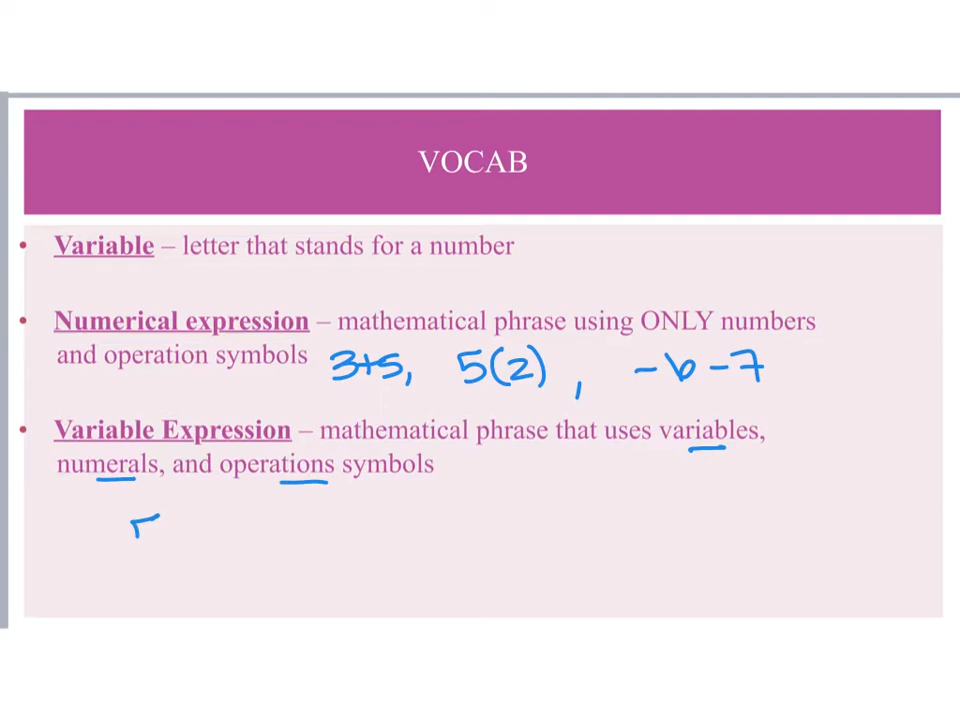 VOCAB
• Variable – letter that stands for a number
• Numerical expression – mathematical phrase using ONLY numbers
and operation symbols 3+5, 5(2), -6-7
• Variable Expression – mathematical phrase that uses variables,
numerals, and operations symbols